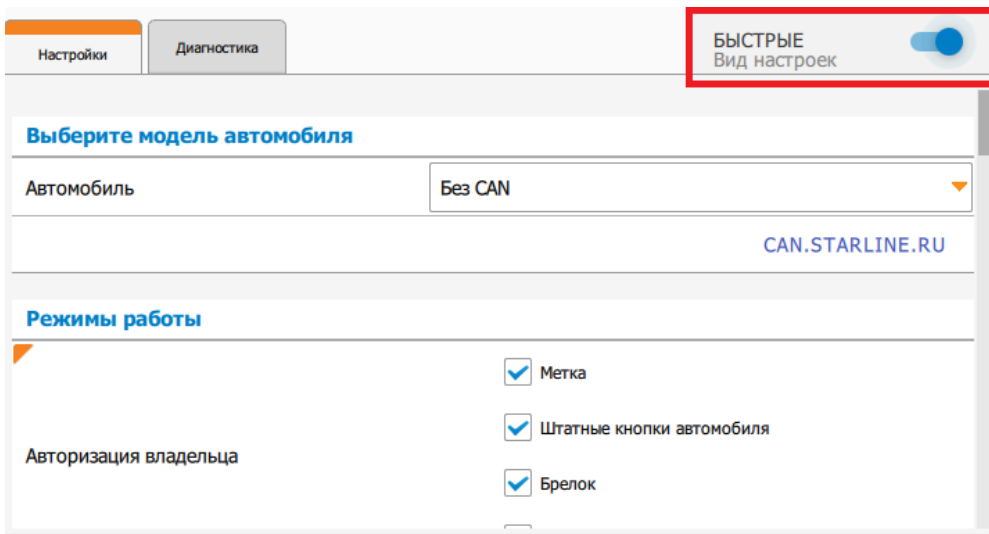 Настройки
Диагностика
БЫСТРЫЕ
Вид настроек
Выберите модель автомобиля
Автомобиль
Без CAN
CAN.STARLINE.RU
Режимы работы
Метка
Штатные кнопки автомобиля
Авторизация владельца
Брелок